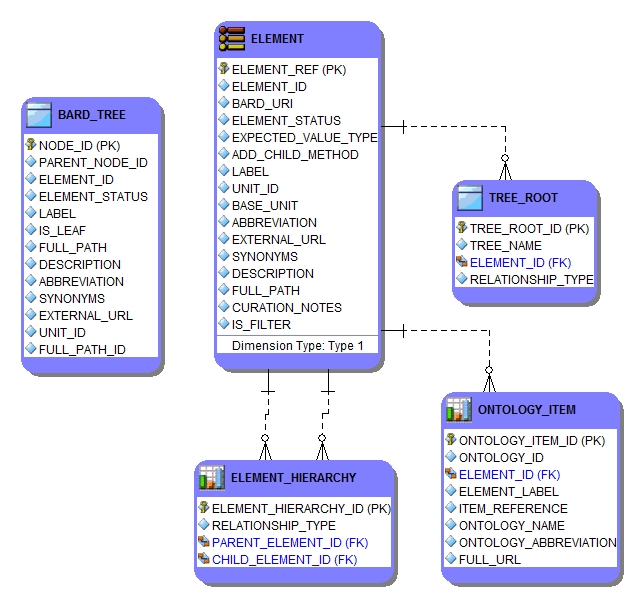 ELEMENT
ELEMENT_REF (PK)
ELEMENT_ID
BARD_URI
ELEMENT_STATUS
EXPECTED_VALUE_TYPE
ADD_CHILD_METHOD
LABEL
UNIT_ID
BASE_UNIT
ABBREVIATION
EXTERNAL_URL
SYNONYMS
DESCRIPTION
FULL_PATH
CURATION_NOTES
IS_FILTER
Dimension Type: Type 1
BARD_TREE
NODE_ID (PK)
PARENT_NODE_ID
ELEMENT_ID
ELEMENT_STATUS
LABEL
IS_LEAF
FULL_PATH
DESCRIPTION
ABBREVIATION
SYNONYMS
EXTERNAL_URL
UNIT_ID
FULL_PATH_ID
TREE_ROOT
TREE_ROOT_ID (PK)
TREE_NAME
ELEMENT_ID (FK)
RELATIONSHIP_TYPE
ONTOLOGY_ITEM
ONTOLOGY_ITEM_ID (PK)
ONTOLOGY_ID
ELEMENT_ID (FK)
ELEMENT_LABEL
ITEM_REFERENCE
ONTOLOGY_NAME
ONTOLOGY_ABBREVIATION
FULL_URL
ELEMENT_HIERARCHY
ELEMENT_HIERARCHY_ID (PK)
RELATIONSHIP_TYPE
PARENT_ELEMENT_ID (FK)
CHILD_ELEMENT_ID (FK)